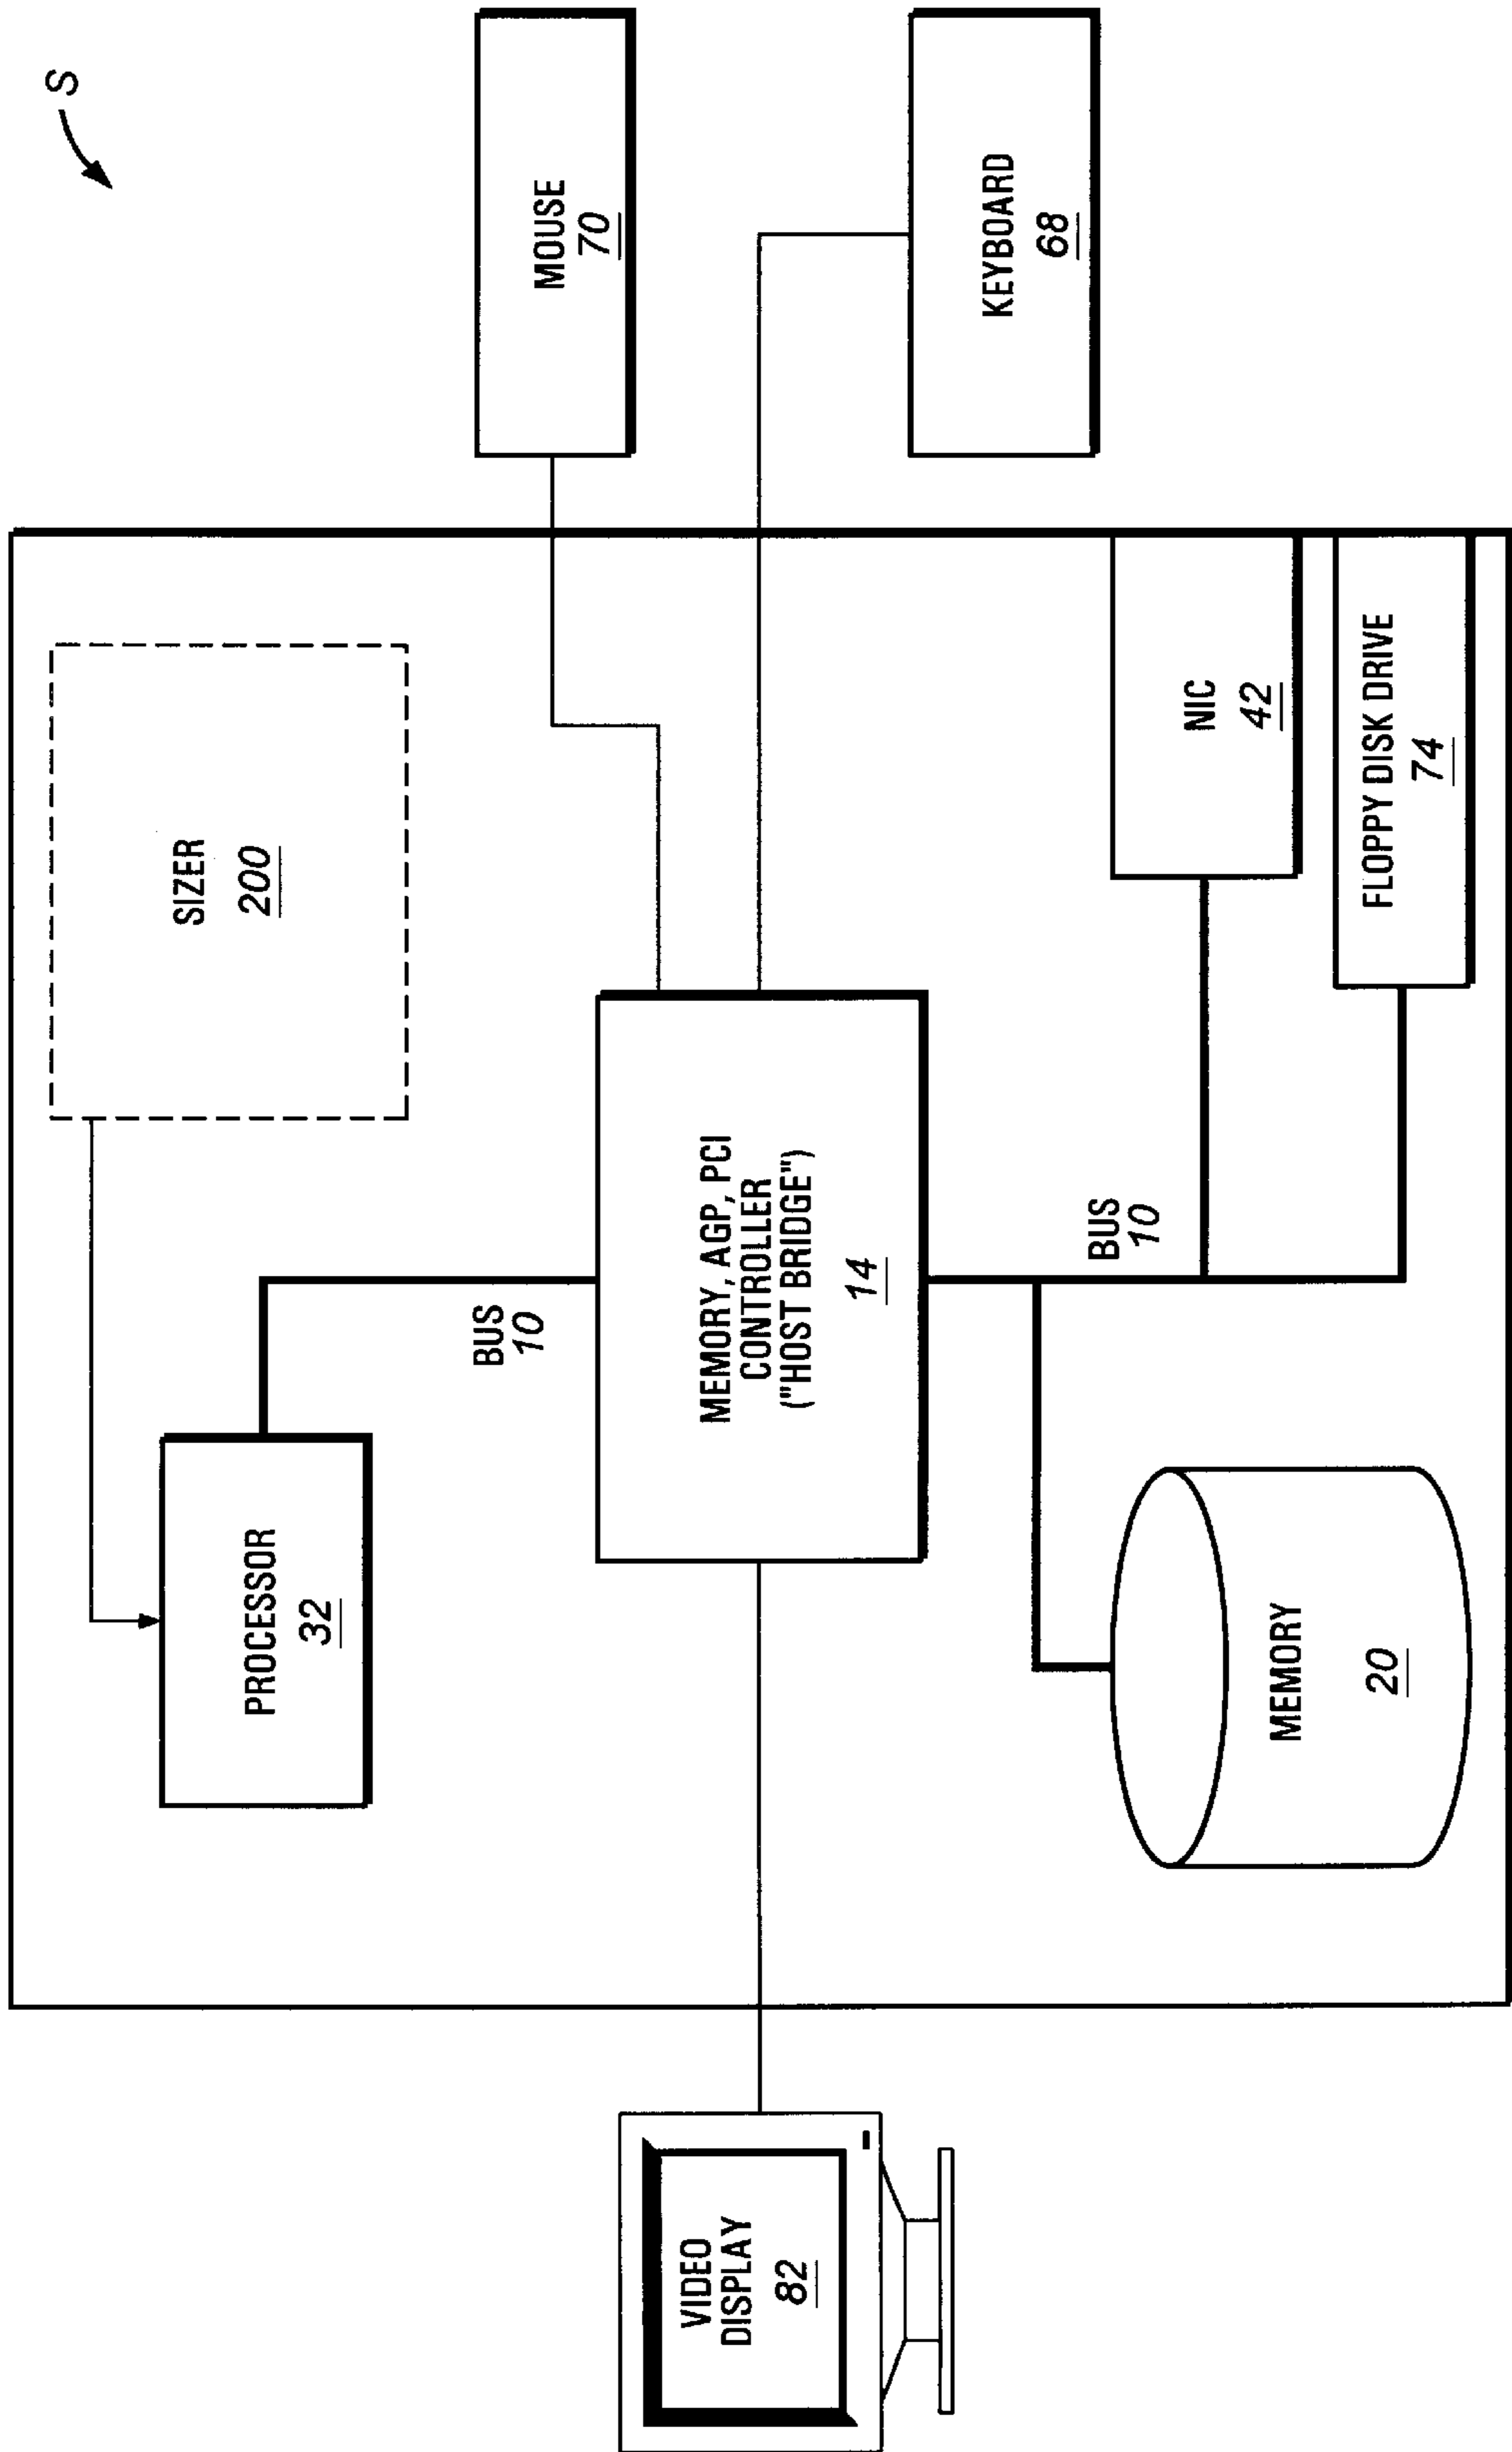 S
SIZER
200
PROCESSOR
32
MOUSE
70
BUS
10
VIDEO
DISPLAY
82
MEMORY, AGP, PCI
CONTROLLER
("HOST BRIDGE")
14
KEYBOARD
68
BUS
10
NIC
42
MEMORY
20
FLOPPY DISK DRIVE
74